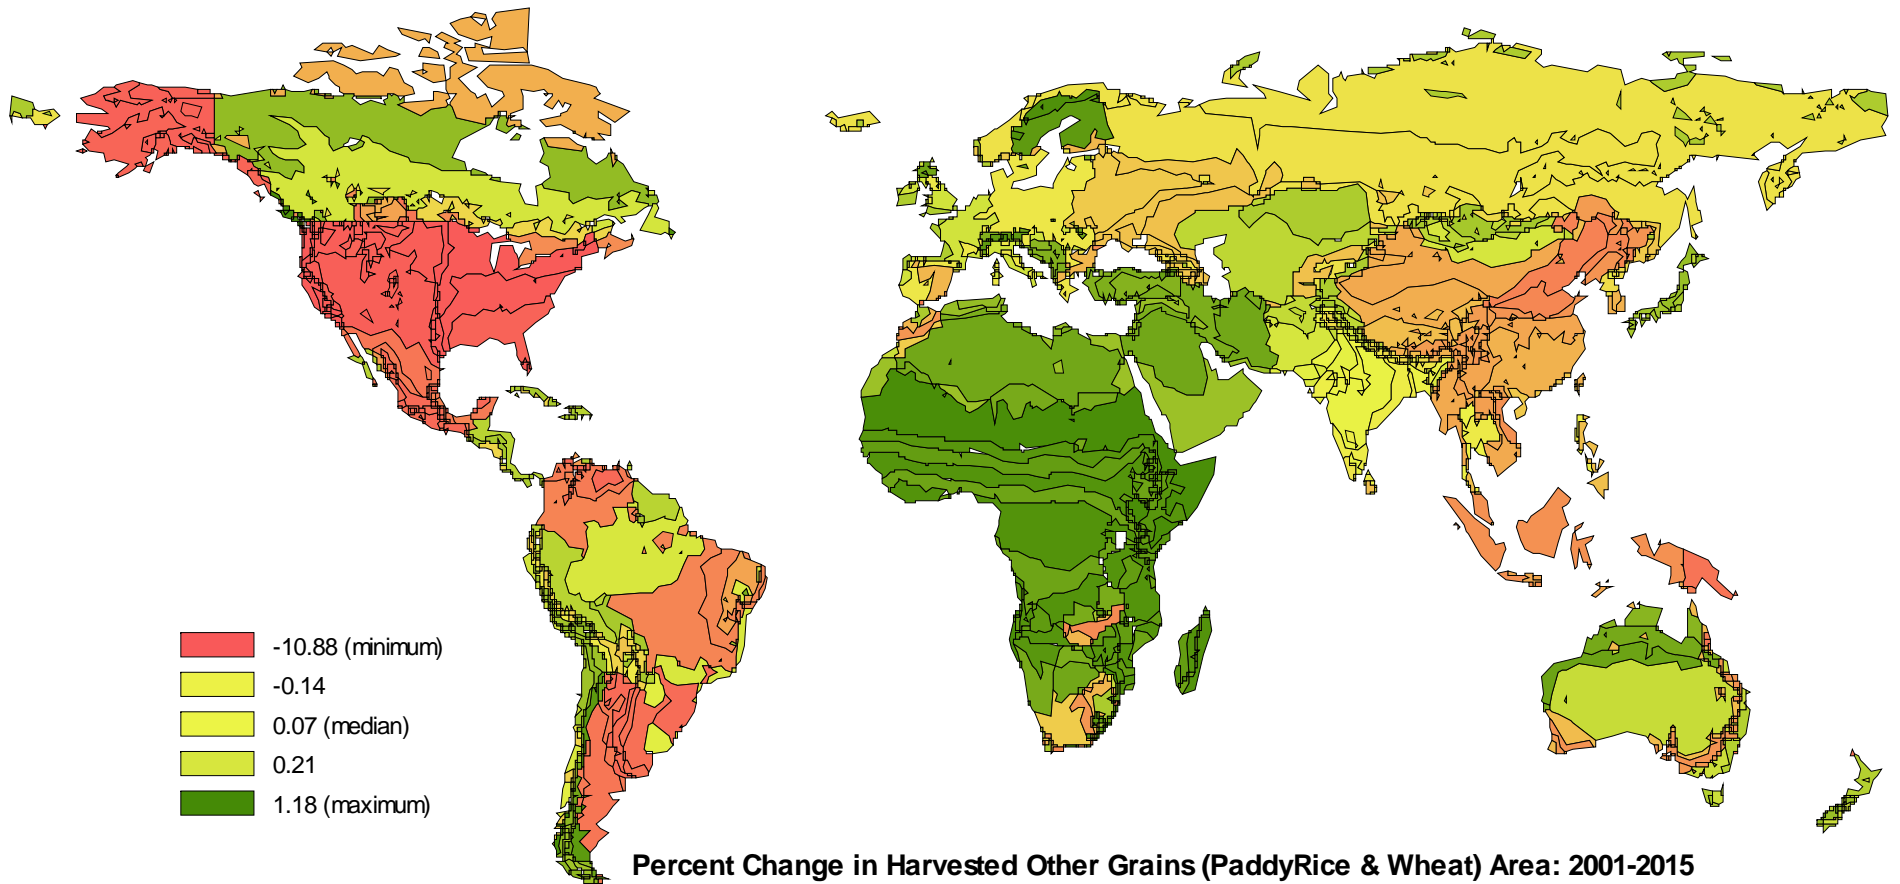 -10.88 (minimum)
-0.14
0.07 (median)
0.21
1.18 (maximum)
Percent Change in Harvested Other Grains (PaddyRice & Wheat) Area: 2001-2015